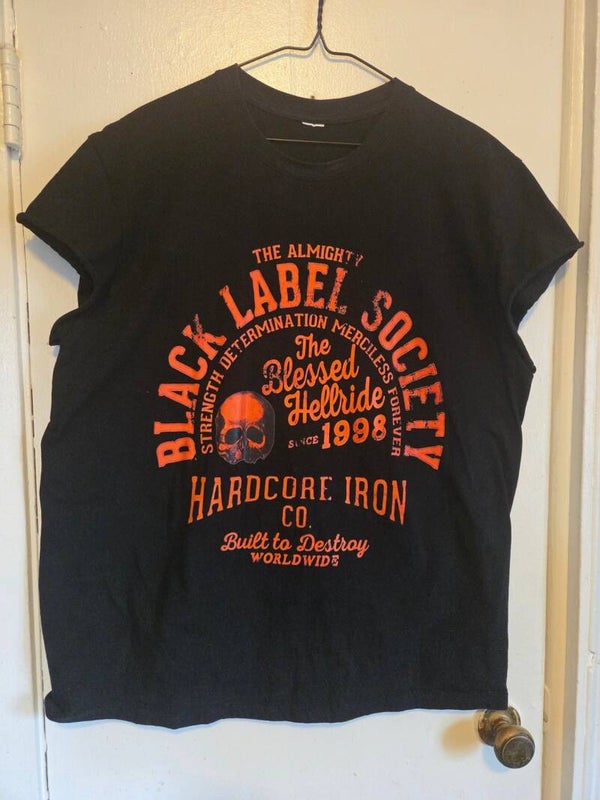 THE ALMIGHTY
BLACK LABEL SOCIETY
STRENGTH DETERMINATION MERCILESS FOREVER
The
Blessed
Hellride
SINCE 1998
HARDCORE IRON
CO.
Built to Destroy
WORLDWIDE